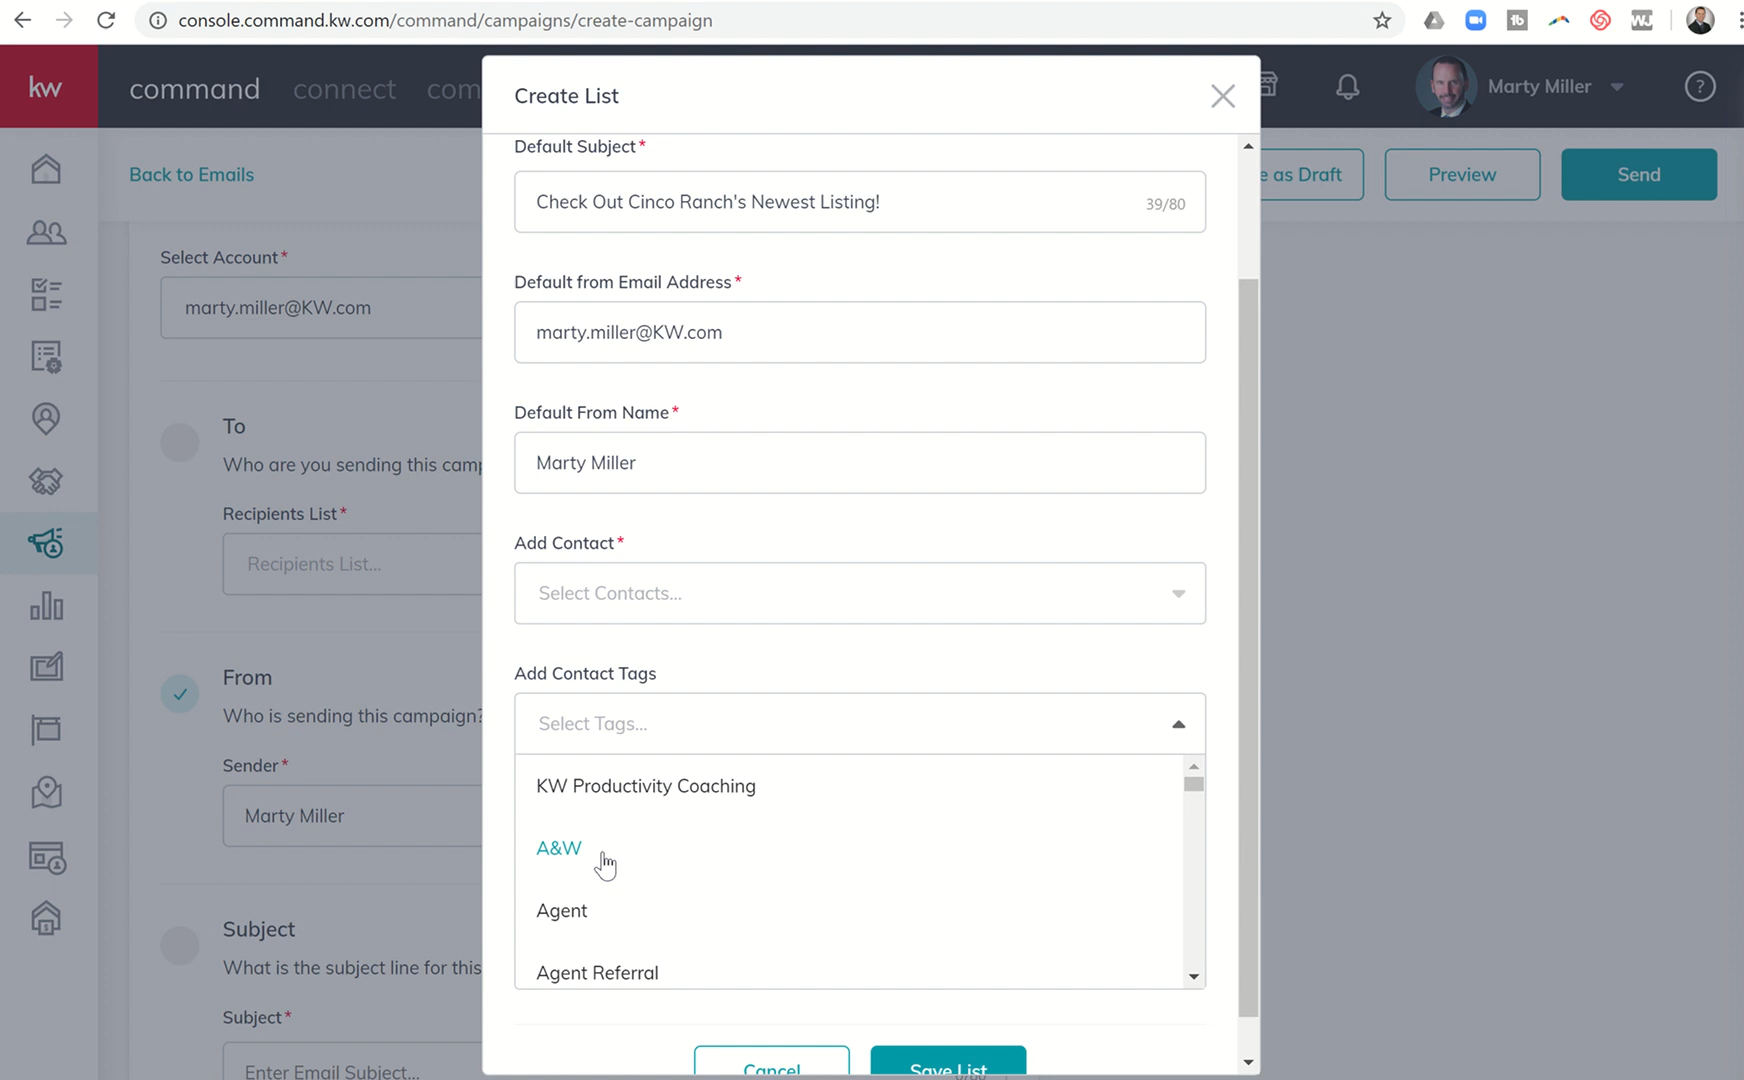 console.command.kw.com/command/campaigns/create-campaign
kw
command
connect
com
Create List
Marty Miller
?
Back to Emails
e as Draft
Preview
Send
Default Subject*
Check Out Cinco Ranch's Newest Listing!
39/80
Select Account*
marty.miller@KW.com
Default from Email Address*
marty.miller@KW.com
Default From Name*
Marty Miller
To
Who are you sending this camp
Recipients List*
Recipients List...
Add Contact*
Select Contacts...
Add Contact Tags
Select Tags...
KW Productivity Coaching
A&W
Agent
Agent Referral
From
Who is sending this campaign?
Sender*
Marty Miller
Subject
What is the subject line for this
Subject*
Enter Email Subject...
Cancel
Save List
0/80